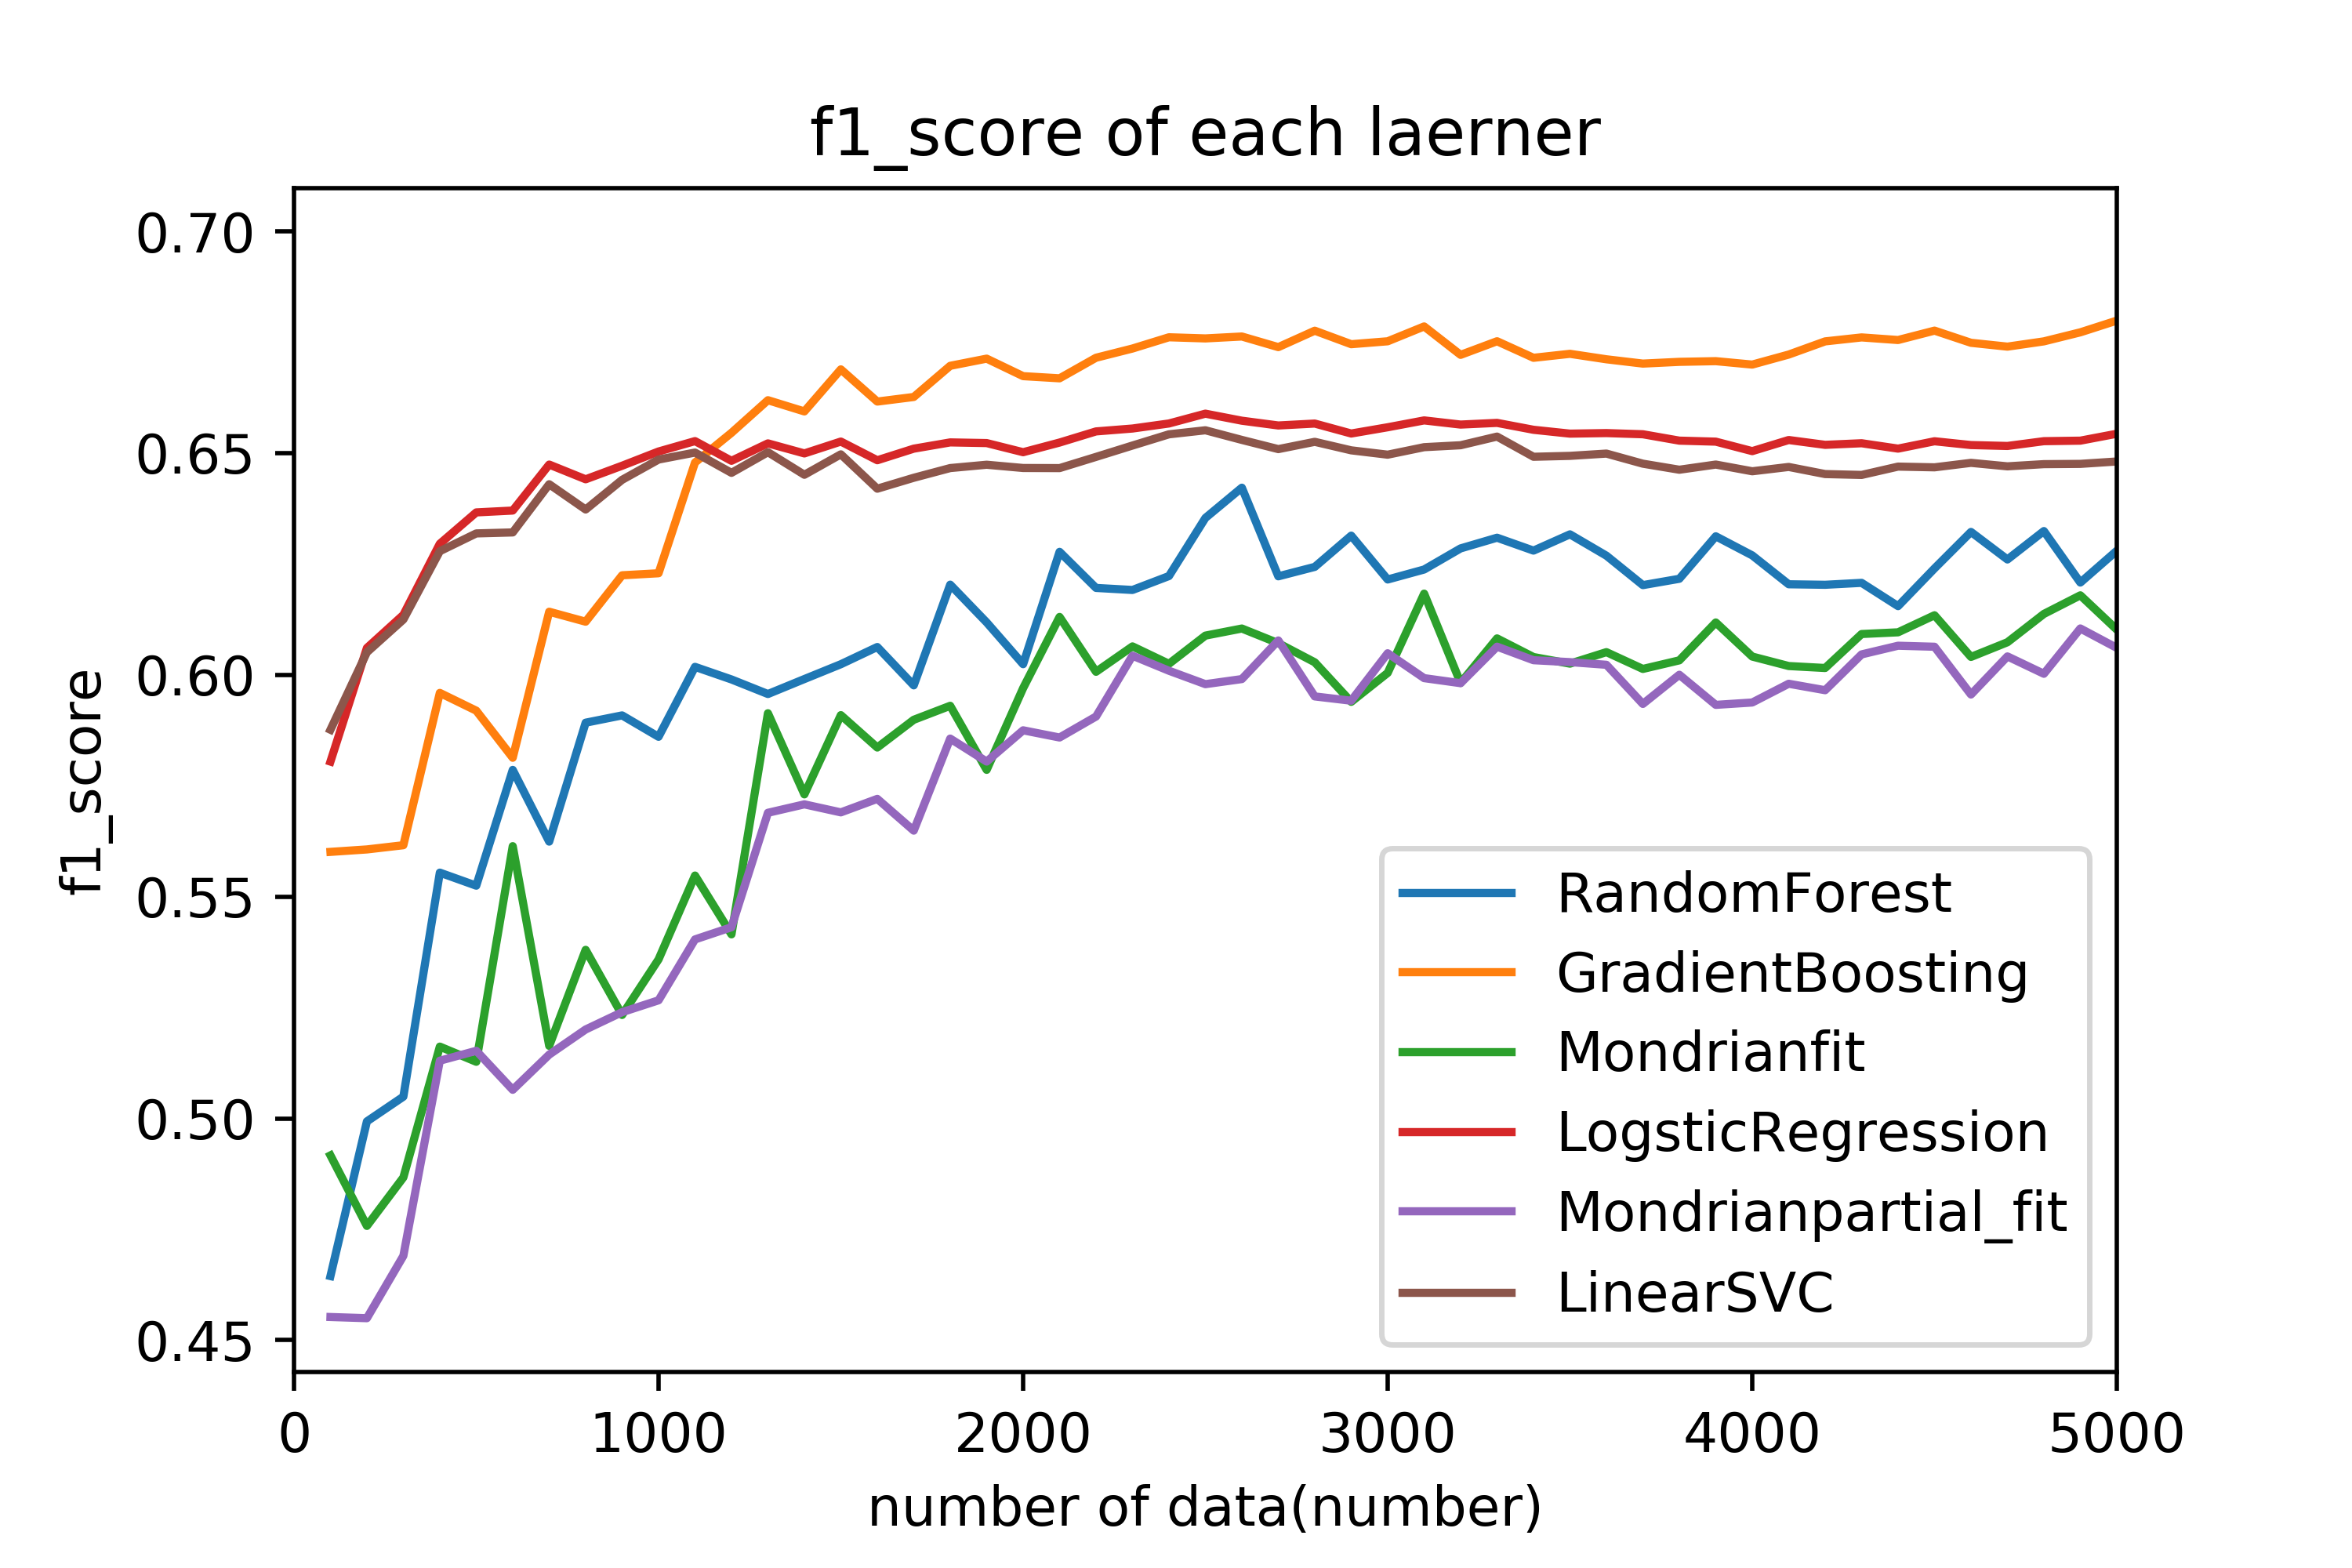 f1_score of each laerner
0.70
0.65
0.60
0.55
0.50
0.45
f1_score
RandomForest
GradientBoosting
Mondrianfit
LogsticRegression
Mondrianpartial_fit
LinearSVC
0 1000 2000 3000 4000 5000
number of data(number)